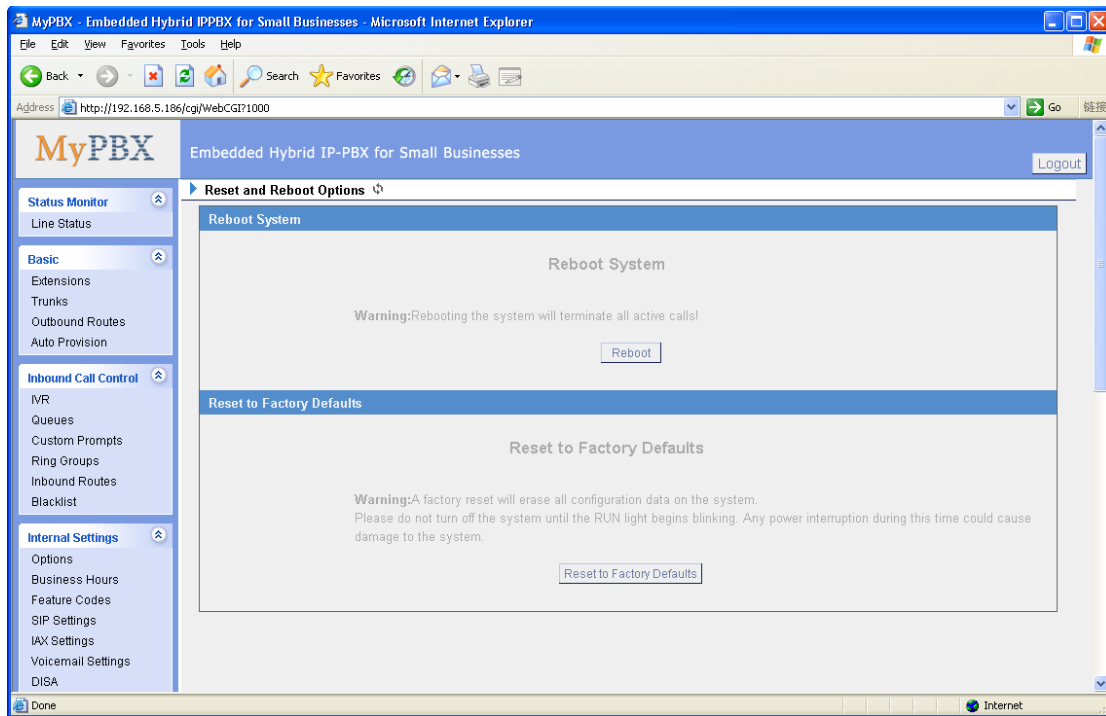 MyPBX - Embedded Hybrid IPPBX for Small Businesses - Microsoft Internet Explorer
File Edit View Favorites Tools Help
Back Search Favorites
Address http://192.168.5.186/cgi/WebCGI?1000 Go 链接
MyPBX Embedded Hybrid IP-PBX for Small Businesses
Logout
Status Monitor
Line Status
Basic
Extensions
Trunks
Outbound Routes
Auto Provision
Inbound Call Control
IVR
Queues
Custom Prompts
Ring Groups
Inbound Routes
Blacklist
Internal Settings
Options
Business Hours
Feature Codes
SIP Settings
IAX Settings
Voicemail Settings
DISA
Reset and Reboot Options
Reboot System
Reboot System
Warning:Rebooting the system will terminate all active calls!
Reboot
Reset to Factory Defaults
Reset to Factory Defaults
Warning:A factory reset will erase all configuration data on the system.
Please do not turn off the system until the RUN light begins blinking. Any power interruption during this time could cause
damage to the system.
Reset to Factory Defaults
Done Internet